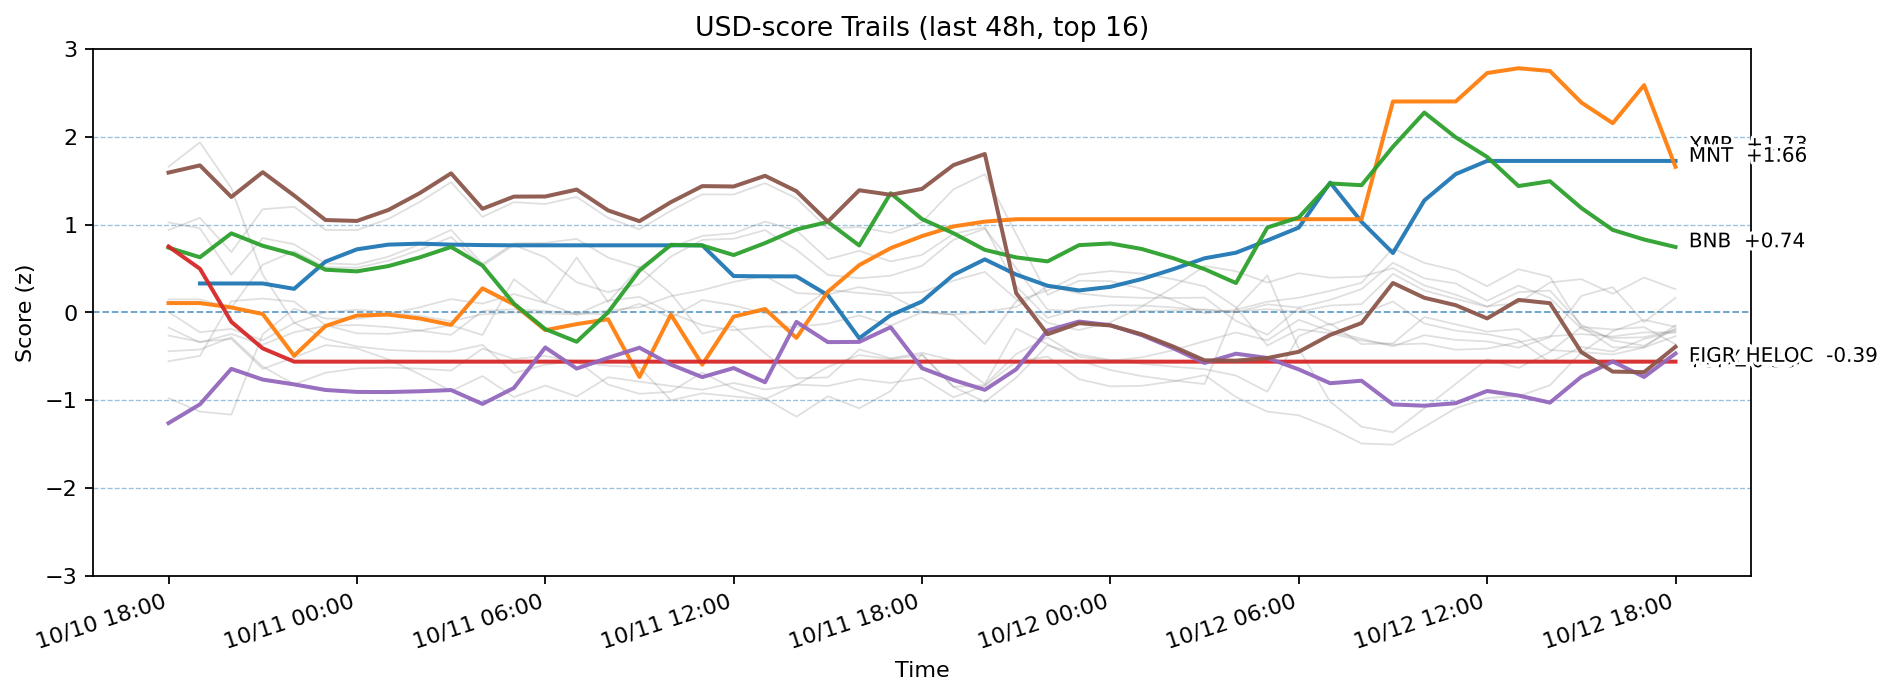 USD-score Trails (last 48h, top 16)
3
2
1
0
−1
−2
−3
Score (z)
XMR +1.73
MNT +1.66
BNB +0.74
FIGR_HELOC -0.39
10/10 18:00
10/11 00:00
10/11 06:00
10/11 12:00
10/11 18:00
10/12 00:00
10/12 06:00
10/12 12:00
10/12 18:00
Time